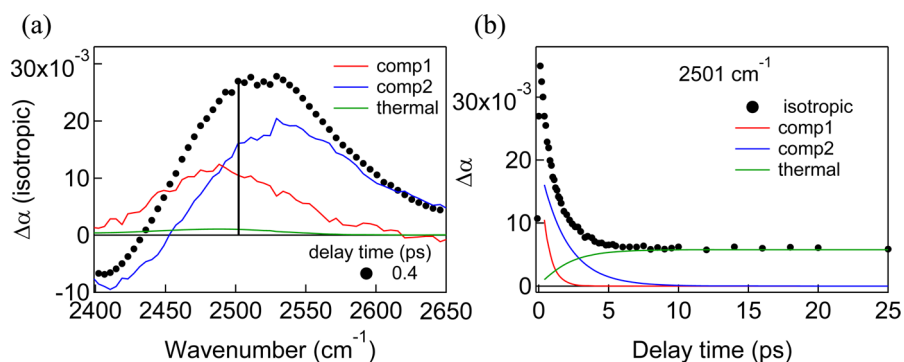 (a)
30x10⁻³
20
10
0
-10
Δα (isotropic)
comp1
comp2
thermal
delay time (ps)
0.4
2400 2450 2500 2550 2600 2650
Wavenumber (cm⁻¹)
(b)
2501 cm⁻¹
30x10⁻³
20
10
0
Δα
isotropic
comp1
comp2
thermal
0 5 10 15 20 25
Delay time (ps)